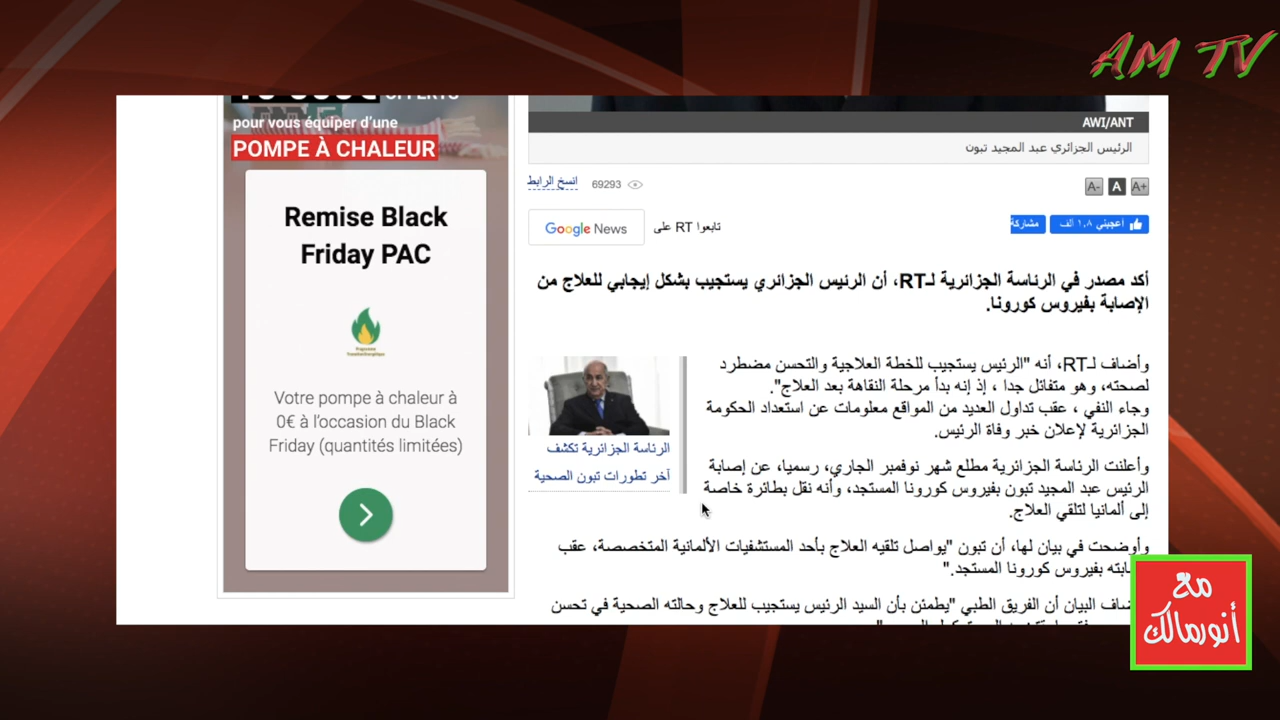 AM TV
OFFERTS
pour vous équiper d'une
POMPE À CHALEUR
Remise Black
Friday PAC
Votre pompe à chaleur à
0€ à l'occasion du Black
Friday (quantités limitées)
AWI/ANT
الرئيس الجزائري عبد المجيد تبون
A+ A A-
69293
انسخ الرابط
أعجبني ١٫٨ ألف
مشاركة
تابعوا RT على
Google News
أكد مصدر في الرئاسة الجزائرية لـRT، أن الرئيس الجزائري يستجيب بشكل إيجابي للعلاج من
الإصابة بفيروس كورونا.
وأضاف لـRT، أنه "الرئيس يستجيب للخطة العلاجية والتحسن مضطرد
لصحته، وهو متفائل جدا ، إذ إنه بدأ مرحلة النقاهة بعد العلاج".
وجاء النفي ، عقب تداول العديد من المواقع معلومات عن استعداد الحكومة
الجزائرية لإعلان خبر وفاة الرئيس.
الرئاسة الجزائرية تكشف
آخر تطورات تبون الصحية
وأعلنت الرئاسة الجزائرية مطلع شهر نوفمبر الجاري، رسميا، عن إصابة
الرئيس عبد المجيد تبون بفيروس كورونا المستجد، وأنه نقل بطائرة خاصة
إلى ألمانيا لتلقي العلاج.
وأوضحت في بيان لها، أن تبون "يواصل تلقيه العلاج بأحد المستشفيات الألمانية المتخصصة، عقب
بفيروس كورونا المستجد."
البيان أن الفريق الطبي "يطمئن بأن السيد الرئيس يستجيب للعلاج وحالته الصحية في تحسن
مع
أنور مالك